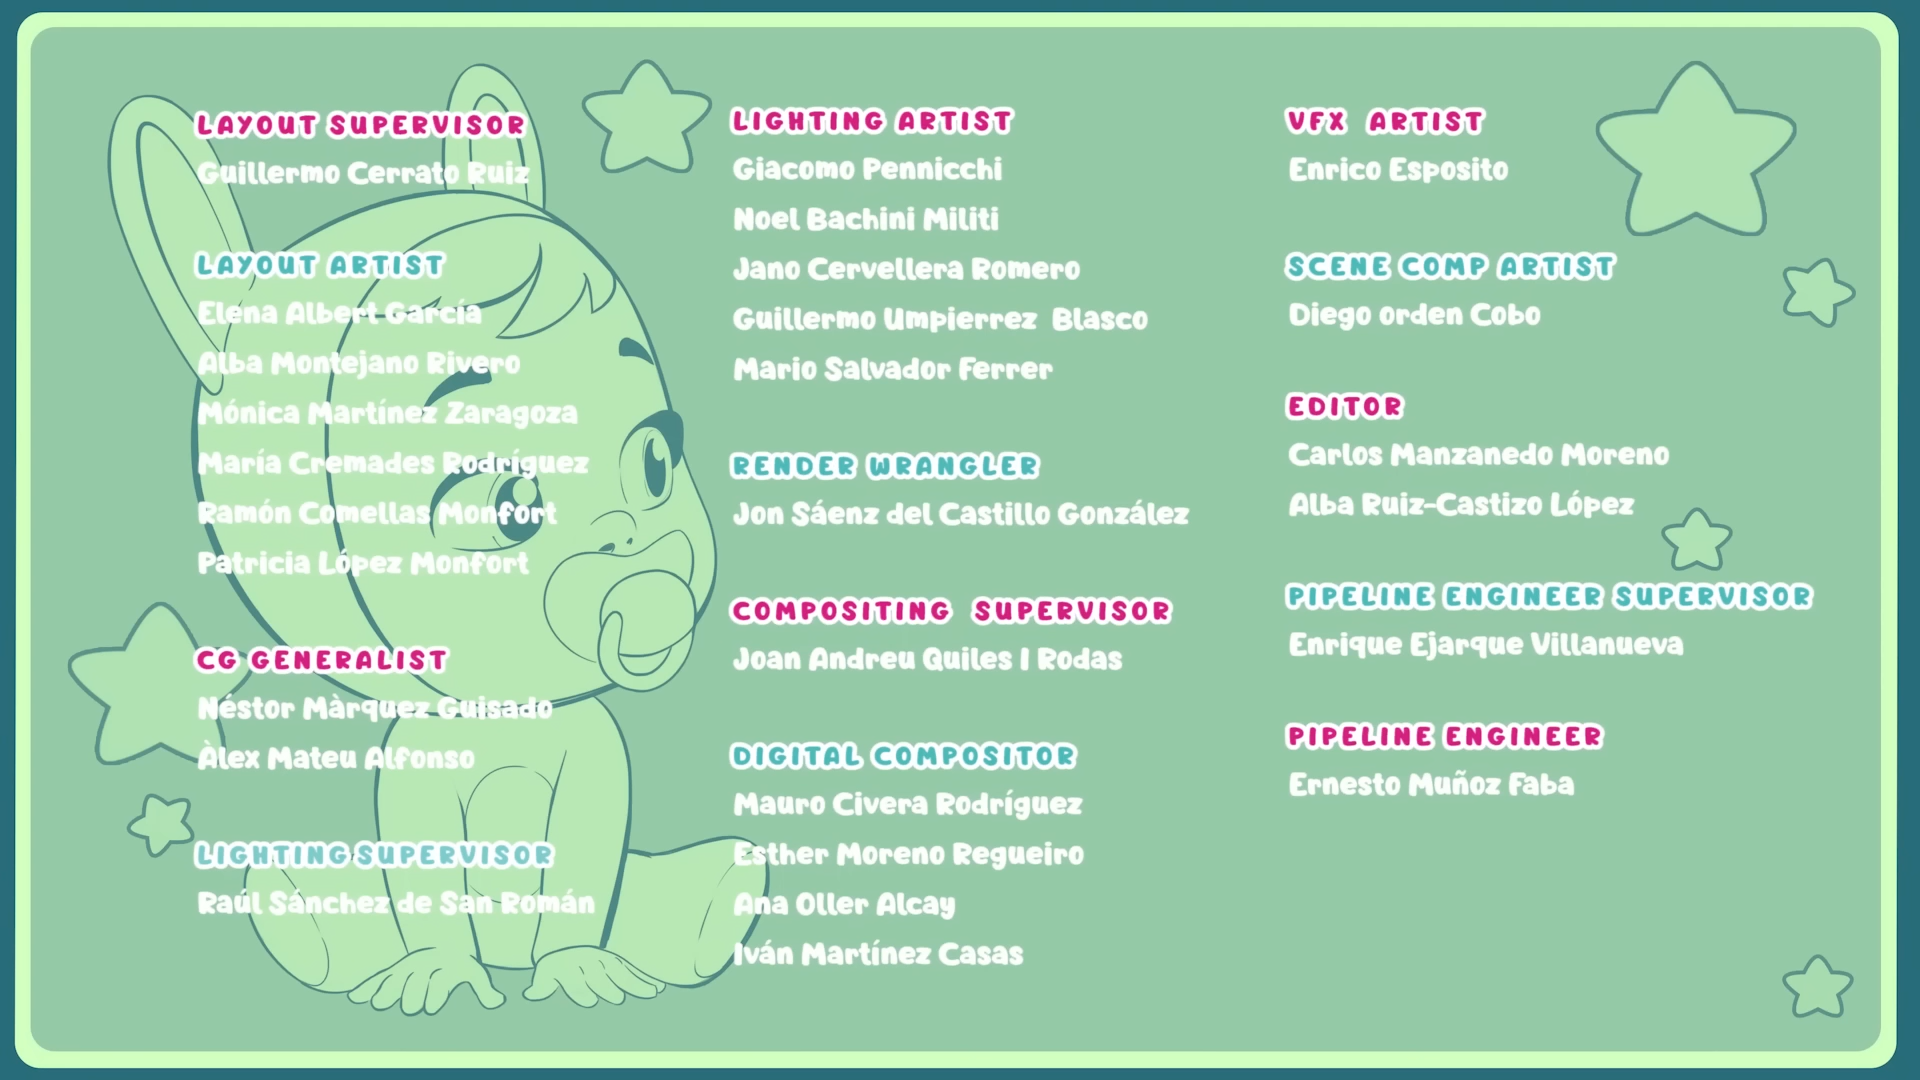 LAYOUT SUPERVISOR
Guillermo Cerrato Ruiz
LAYOUT ARTIST
Elena Albert García
Alba Montejano Rivero
Mónica Martínez Zaragoza
María Cremades Rodríguez
Ramón Comellas Monfort
Patricia López Monfort
CG GENERALIST
Néstor Màrquez Guisado
Àlex Mateu Alfonso
LIGHTING SUPERVISOR
Raúl Sánchez de San Román
LIGHTING ARTIST
Giacomo Pennicchi
Noel Bachini Militi
Jano Cervellera Romero
Guillermo Umpierrez Blasco
Mario Salvador Ferrer
RENDER WRANGLER
Jon Sáenz del Castillo González
COMPOSITING SUPERVISOR
Joan Andreu Quiles I Rodas
DIGITAL COMPOSITOR
Mauro Civera Rodríguez
Esther Moreno Regueiro
Ana Oller Alcay
Iván Martínez Casas
VFX ARTIST
Enrico Esposito
SCENE COMP ARTIST
Diego orden Cobo
EDITOR
Carlos Manzanedo Moreno
Alba Ruiz-Castizo López
PIPELINE ENGINEER SUPERVISOR
Enrique Ejarque Villanueva
PIPELINE ENGINEER
Ernesto Muñoz Faba